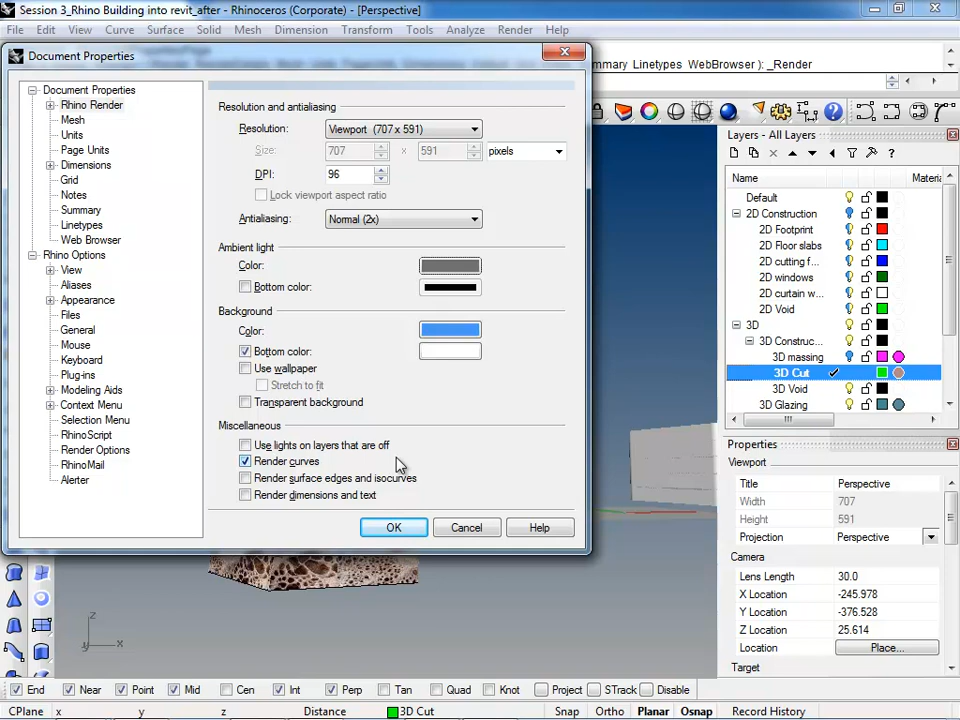 Session 3_Rhino Building into revit_after - Rhinoceros (Corporate) - [Perspective]
File Edit View Curve Surface Solid Mesh Dimension Transform Tools Analyze Render Help
Document Properties
mmary Linetypes WebBrowser ): _Render
Document Properties
Rhino Render
Mesh
Units
Page Units
Dimensions
Grid
Notes
Summary
Linetypes
Web Browser
Rhino Options
View
Aliases
Appearance
Files
General
Mouse
Keyboard
Plug-ins
Modeling Aids
Context Menu
Selection Menu
RhinoScript
Render Options
RhinoMail
Alerter
Resolution and antialiasing
Resolution: Viewport (707 x 591)
Size: 707 x 591 pixels
DPI: 96
Lock viewport aspect ratio
Antialiasing: Normal (2x)
Ambient light
Color:
Bottom color:
Background
Color:
Bottom color:
Use wallpaper
Stretch to fit
Transparent background
Miscellaneous
Use lights on layers that are off
Render curves
Render surface edges and isocurves
Render dimensions and text
OK Cancel Help
Layers - All Layers
Name Materia
Default
2D Construction
2D Footprint
2D Floor slabs
2D cutting f...
2D windows
2D curtain w...
2D Void
3D
3D Construc...
3D massing
3D Cut
3D Void
3D Glazing
Properties
Viewport
Title Perspective
Width 707
Height 591
Projection Perspective
Camera
Lens Length 30.0
X Location -245.978
Y Location -376.528
Z Location 25.614
Location Place...
Target
z
y x
End Near Point Mid Cen Int Perp Tan Quad Knot Project STrack Disable
CPlane x y z Distance 3D Cut Snap Ortho Planar Osnap Record History